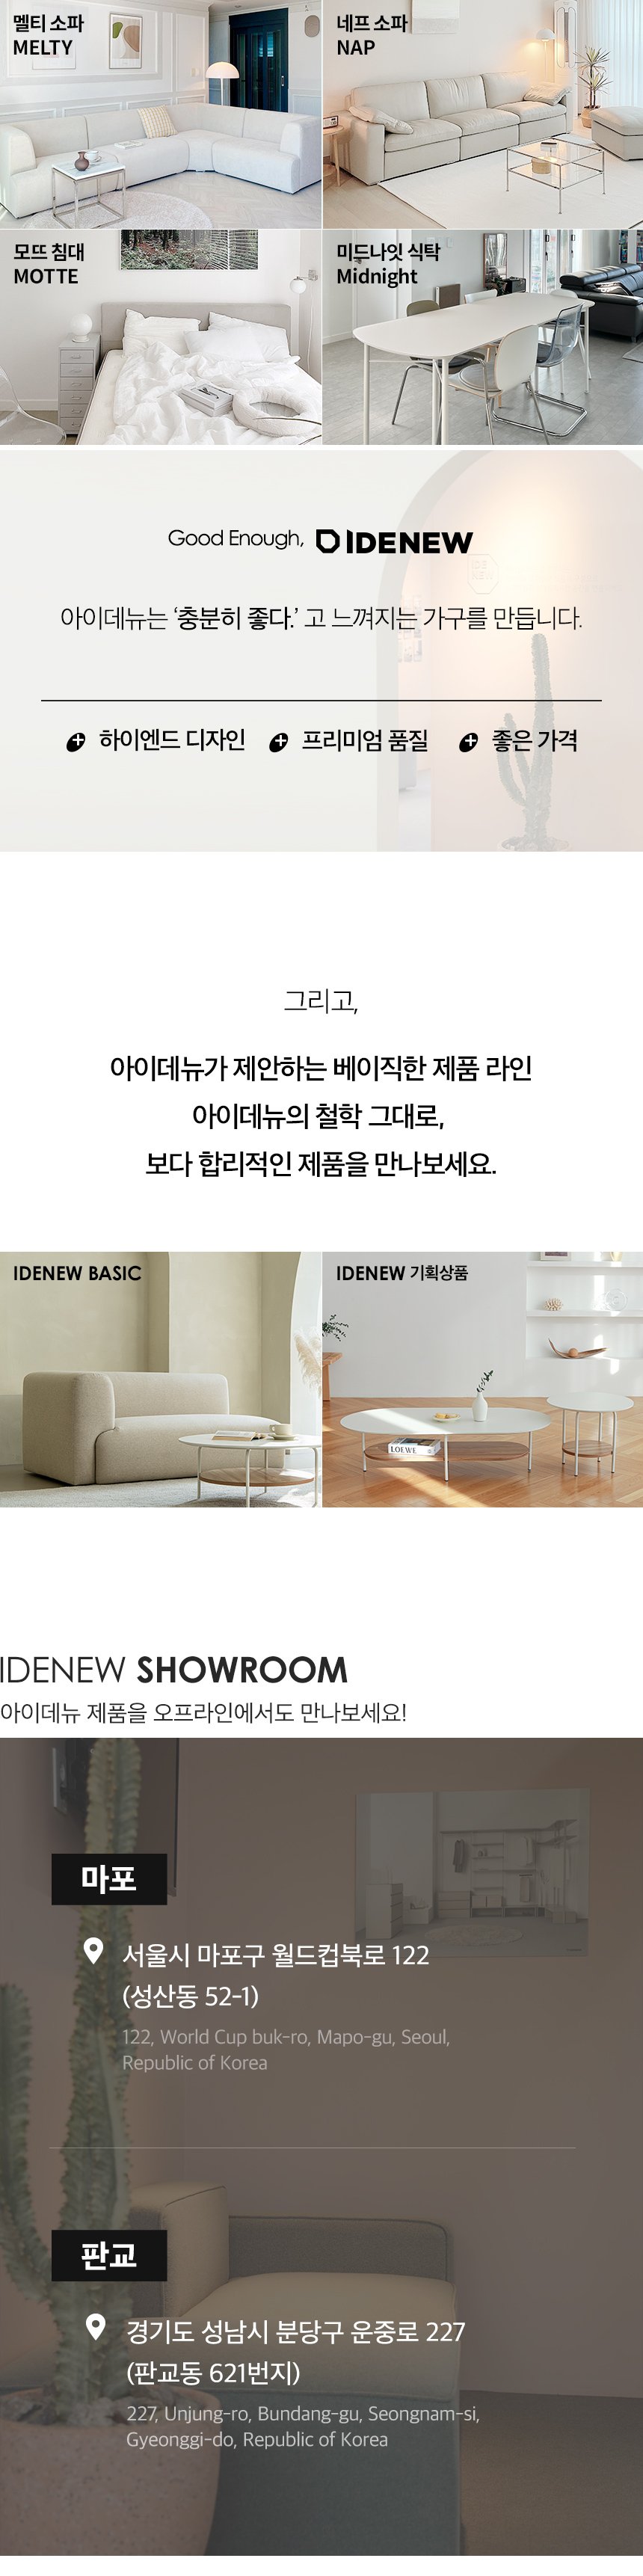 멜티 소파
MELTY
네프 소파
NAP
모뜨 침대
MOTTE
미드나잇 식탁
Midnight
Good Enough, IDENEW
아이데뉴는 ‘충분히 좋다.’ 고 느껴지는 가구를 만듭니다.
하이엔드 디자인 프리미엄 품질 좋은 가격
그리고,
아이데뉴가 제안하는 베이직한 제품 라인
아이데뉴의 철학 그대로,
보다 합리적인 제품을 만나보세요.
IDENEW BASIC
IDENEW 기획상품
LOEWE
IDENEW SHOWROOM
아이데뉴 제품을 오프라인에서도 만나보세요!
마포
서울시 마포구 월드컵북로 122
(성산동 52-1)
122, World Cup buk-ro, Mapo-gu, Seoul,
Republic of Korea
판교
경기도 성남시 분당구 운중로 227
(판교동 621번지)
227, Unjung-ro, Bundang-gu, Seongnam-si,
Gyeonggi-do, Republic of Korea